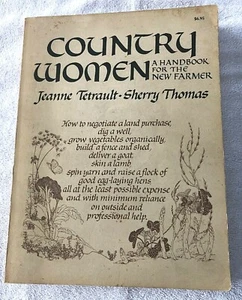 $6.95
COUNTRY
WOMEN A HANDBOOK
FOR THE
NEW FARMER
Jeanne Tetrault · Sherry Thomas
How to negotiate a land purchase,
dig a well,
grow vegetables organically,
build a fence and shed,
deliver a goat,
skin a lamb,
spin yarn and raise a flock of
good egg-laying hens
all at the least possible expense
and with minimum reliance
on outside and
professional help.